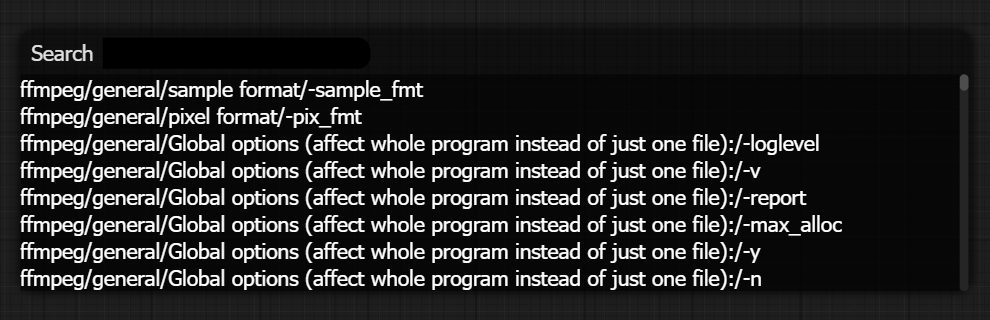 Search
ffmpeg/general/sample format/-sample_fmt
ffmpeg/general/pixel format/-pix_fmt
ffmpeg/general/Global options (affect whole program instead of just one file):/-loglevel
ffmpeg/general/Global options (affect whole program instead of just one file):/-v
ffmpeg/general/Global options (affect whole program instead of just one file):/-report
ffmpeg/general/Global options (affect whole program instead of just one file):/-max_alloc
ffmpeg/general/Global options (affect whole program instead of just one file):/-y
ffmpeg/general/Global options (affect whole program instead of just one file):/-n